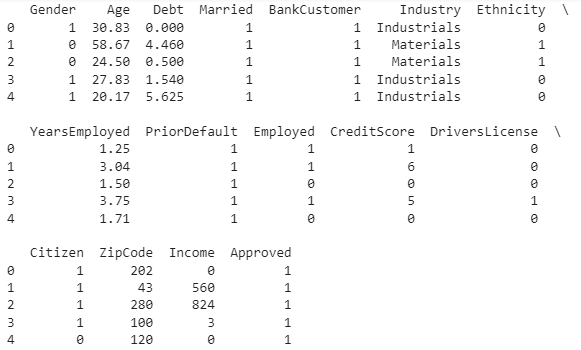 Gender Age Debt Married BankCustomer Industry Ethnicity \
0 1 30.83 0.000 1 1 Industrials 0
1 0 58.67 4.460 1 1 Materials 1
2 0 24.50 0.500 1 1 Materials 1
3 1 27.83 1.540 1 1 Industrials 0
4 1 20.17 5.625 1 1 Industrials 0
YearsEmployed PriorDefault Employed CreditScore DriversLicense \
0 1.25 1 1 1 0
1 3.04 1 1 6 0
2 1.50 1 0 0 0
3 3.75 1 1 5 1
4 1.71 1 0 0 0
Citizen ZipCode Income Approved
0 1 202 0 1
1 1 43 560 1
2 1 280 824 1
3 1 100 3 1
4 0 120 0 1